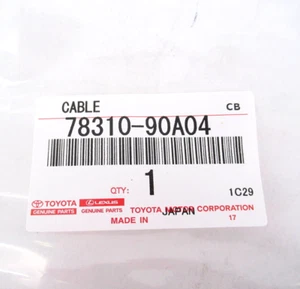 CABLE CB
78310-90A04
QTY: 1 1C29
TOYOTA LEXUS
GENUINE PARTS GENUINE PARTS TOYOTA MOTOR CORPORATION
MADE IN JAPAN 17